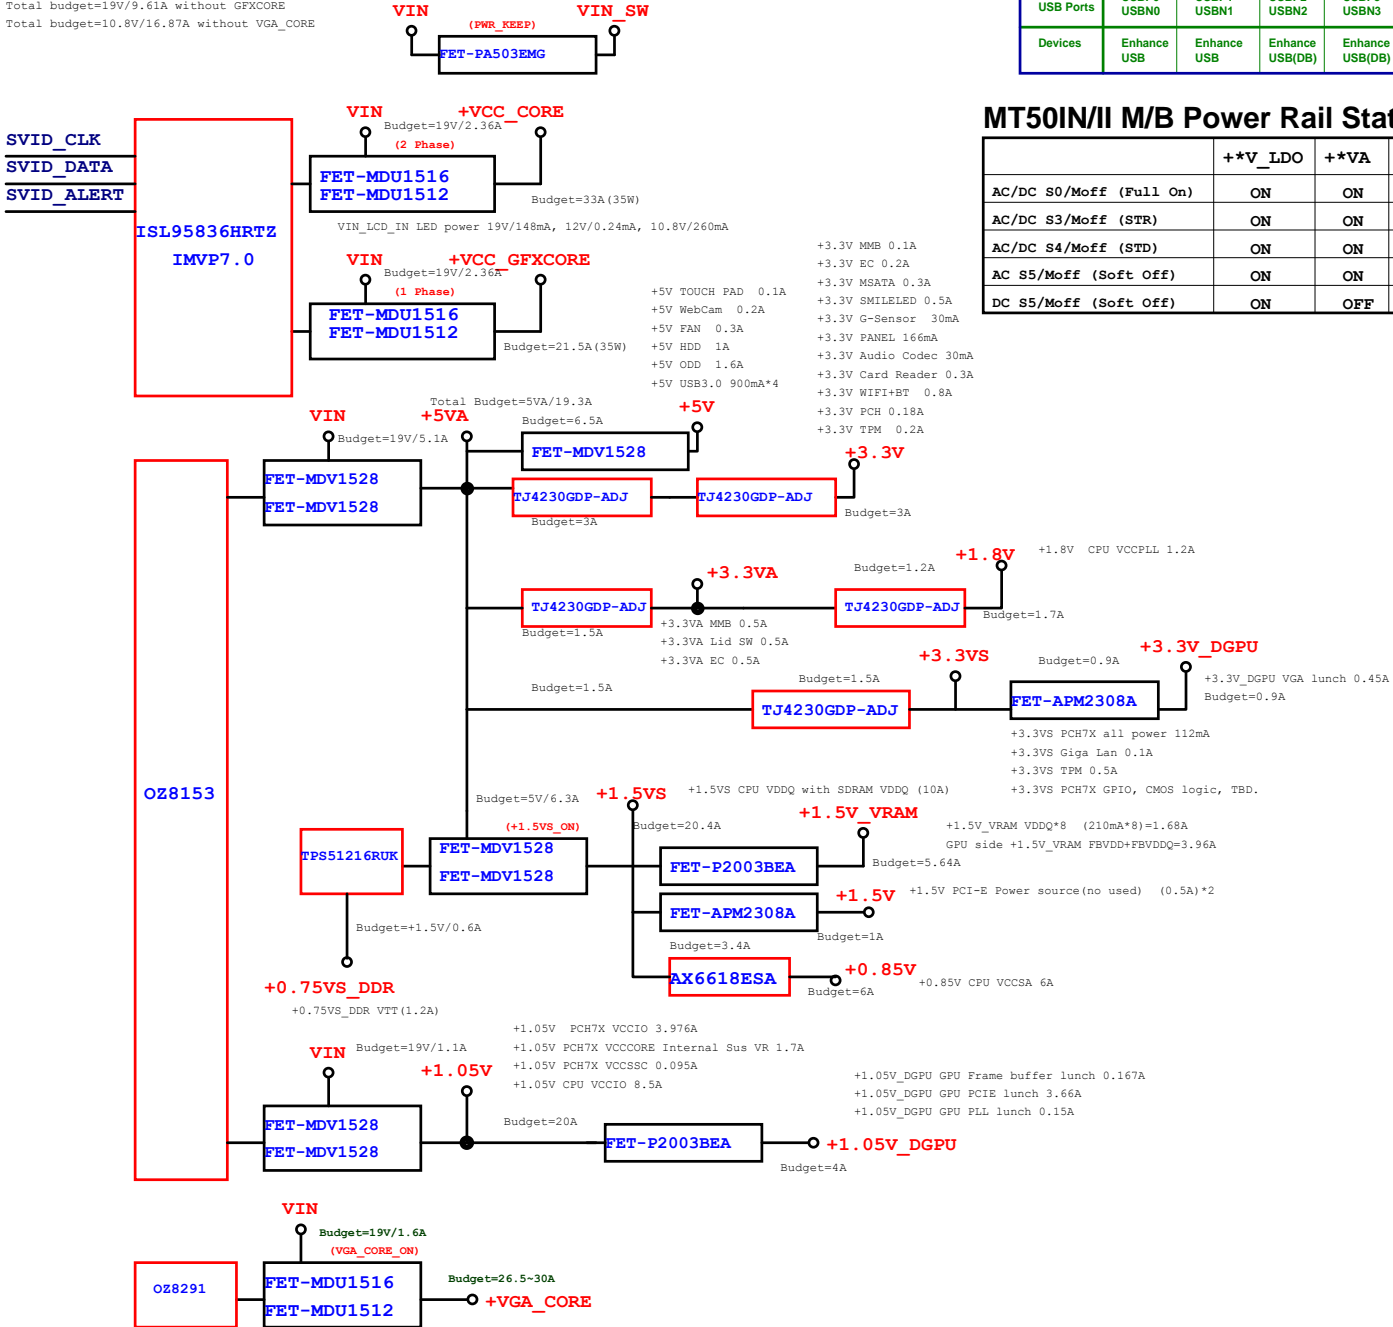 Total budget=19V/9.61A without GFXCORE
Total budget=10.8V/16.87A without VGA_CORE
VIN
(PWR_KEEP)
VIN_SW
FET-PA503EMG
USB Ports
USBN0
USBN1
USBN2
USBN3
Devices
Enhance USB
Enhance USB
Enhance USB(DB)
Enhance USB(DB)
MT50IN/II M/B Power Rail Stat
+*V_LDO
+*VA
AC/DC S0/Moff (Full On) ON ON
AC/DC S3/Moff (STR) ON ON
AC/DC S4/Moff (STD) ON ON
AC S5/Moff (Soft Off) ON ON
DC S5/Moff (Soft Off) ON OFF
SVID_CLK
SVID_DATA
SVID_ALERT
ISL95836HRTZ
IMVP7.0
VIN
+VCC_CORE
Budget=19V/2.36A
(2 Phase)
FET-MDU1516
FET-MDU1512
Budget=33A(35W)
VIN_LCD_IN LED power 19V/148mA, 12V/0.24mA, 10.8V/260mA
VIN
+VCC_GFXCORE
Budget=19V/2.36A
(1 Phase)
FET-MDU1516
FET-MDU1512
Budget=21.5A(35W)
+5V TOUCH PAD 0.1A
+5V WebCam 0.2A
+5V FAN 0.3A
+5V HDD 1A
+5V ODD 1.6A
+5V USB3.0 900mA*4
+3.3V MMB 0.1A
+3.3V EC 0.2A
+3.3V MSATA 0.3A
+3.3V SMILELED 0.5A
+3.3V G-Sensor 30mA
+3.3V PANEL 166mA
+3.3V Audio Codec 30mA
+3.3V Card Reader 0.3A
+3.3V WIFI+BT 0.8A
+3.3V PCH 0.18A
+3.3V TPM 0.2A
Total Budget=5VA/19.3A
VIN
+5VA
Budget=19V/5.1A
Budget=6.5A
+5V
FET-MDV1528
FET-MDV1528
FET-MDV1528
+3.3V
TJ4230GDP-ADJ
TJ4230GDP-ADJ
Budget=3A
Budget=3A
OZ8153
+3.3VA
TJ4230GDP-ADJ
Budget=1.5A
+3.3VA MMB 0.5A
+3.3VA Lid SW 0.5A
+3.3VA EC 0.5A
Budget=1.2A
+1.8V
+1.8V CPU VCCPLL 1.2A
TJ4230GDP-ADJ
Budget=1.7A
Budget=1.5A
Budget=1.5A
+3.3VS
TJ4230GDP-ADJ
Budget=0.9A
+3.3V_DGPU
FET-APM2308A
+3.3V_DGPU VGA lunch 0.45A
Budget=0.9A
+3.3VS PCH7X all power 112mA
+3.3VS Giga Lan 0.1A
+3.3VS TPM 0.5A
+3.3VS PCH7X GPIO, CMOS logic, TBD.
Budget=5V/6.3A
+1.5VS
+1.5VS CPU VDDQ with SDRAM VDDQ (10A)
(+1.5VS_ON)
Budget=20.4A
TPS51216RUK
FET-MDV1528
FET-MDV1528
+1.5V_VRAM
+1.5V_VRAM VDDQ*8 (210mA*8)=1.68A
GPU side +1.5V_VRAM FBVDD+FBVDDQ=3.96A
FET-P2003BEA
Budget=5.64A
+1.5V
+1.5V PCI-E Power source(no used) (0.5A)*2
FET-APM2308A
Budget=1A
Budget=3.4A
AX6618ESA
+0.85V
Budget=6A
+0.85V CPU VCCSA 6A
Budget=+1.5V/0.6A
+0.75VS_DDR
+0.75VS_DDR VTT(1.2A)
+1.05V PCH7X VCCIO 3.976A
+1.05V PCH7X VCCCORE Internal Sus VR 1.7A
+1.05V PCH7X VCCSSC 0.095A
+1.05V CPU VCCIO 8.5A
VIN
Budget=19V/1.1A
+1.05V
FET-MDV1528
FET-MDV1528
Budget=20A
FET-P2003BEA
+1.05V_DGPU GPU Frame buffer lunch 0.167A
+1.05V_DGPU GPU PCIE lunch 3.66A
+1.05V_DGPU GPU PLL lunch 0.15A
+1.05V_DGPU
Budget=4A
VIN
Budget=19V/1.6A
(VGA_CORE_ON)
OZ8291
FET-MDU1516
FET-MDU1512
Budget=26.5~30A
+VGA_CORE